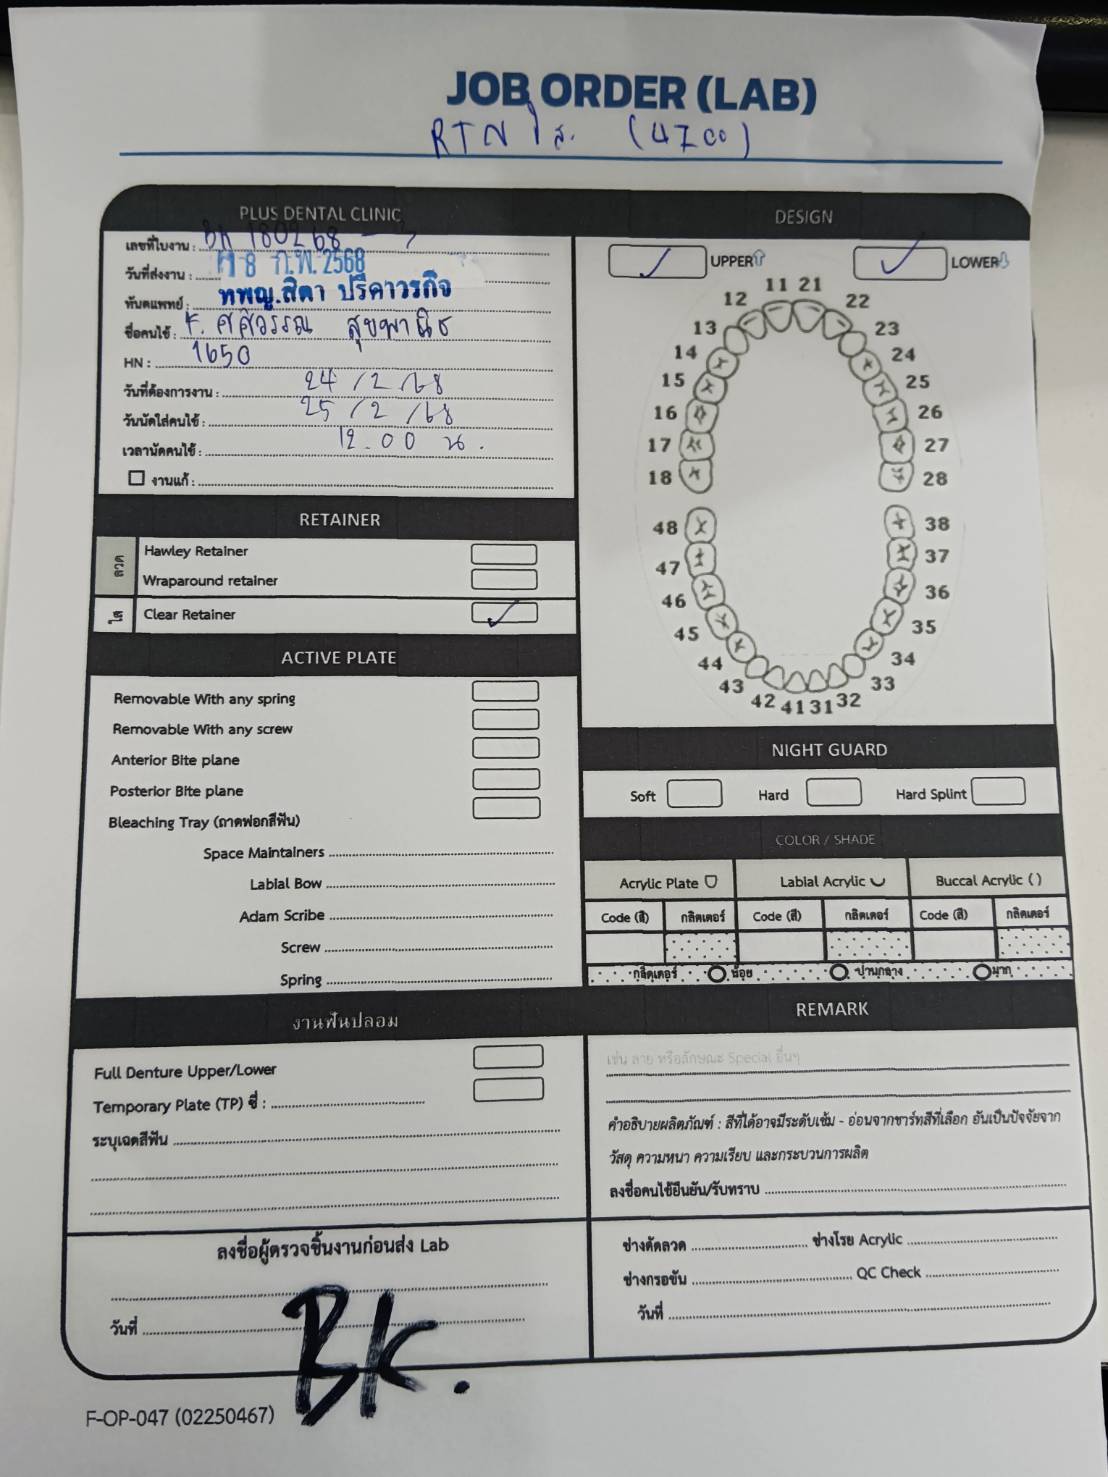 JOB ORDER (LAB)
RTN ใส (4700)
PLUS DENTAL CLINIC
เลขที่ใบงาน : BK 180268 - 7
วันที่ส่งงาน : 18 ก.พ. 2568
ทันตแพทย์ : ทพญ.สิตา ปรีดาวรกิจ
ชื่อคนไข้ : K. ศศิวรรณ สุขพานิช
HN : 1650
วันที่ต้องการงาน : 24 / 2 / 68
วันนัดใส่คนไข้ : 25 / 2 / 68
เวลานัดคนไข้ : 12.00 น.
งานแก้ :
DESIGN
UPPER
LOWER
11 21
12 22
13 23
14 24
15 25
16 26
17 27
18 28
48 38
47 37
46 36
45 35
44 34
43 33
42 41 31 32
RETAINER
ลวด
Hawley Retainer
Wraparound retainer
ใส
Clear Retainer
ACTIVE PLATE
Removable With any spring
Removable With any screw
Anterior Bite plane
Posterior Bite plane
Bleaching Tray (ถาดฟอกสีฟัน)
Space Maintainers
Labial Bow
Adam Scribe
Screw
Spring
NIGHT GUARD
Soft Hard Hard Splint
COLOR / SHADE
Acrylic Plate Labial Acrylic Buccal Acrylic ( )
Code (สี) กลิตเตอร์ Code (สี) กลิตเตอร์ Code (สี) กลิตเตอร์
กลิตเตอร์ น้อย ปานกลาง มาก
งานฟันปลอม
Full Denture Upper/Lower
Temporary Plate (TP) ซี่ :
ระบุเฉดสีฟัน
REMARK
เช่น ลาย หรือลักษณะ Special อื่นๆ
คำอธิบายผลิตภัณฑ์ : สีที่ได้อาจมีระดับเข้ม - อ่อนจากชาร์ทสีที่เลือก อันเป็นปัจจัยจาก
วัสดุ ความหนา ความเรียบ และกระบวนการผลิต
ลงชื่อคนไข้ยืนยัน/รับทราบ
ลงชื่อผู้ตรวจชิ้นงานก่อนส่ง Lab
วันที่
BK.
ช่างดัดลวด ช่างโรย Acrylic
ช่างกรอขัน QC Check
วันที่
F-OP-047 (02250467)